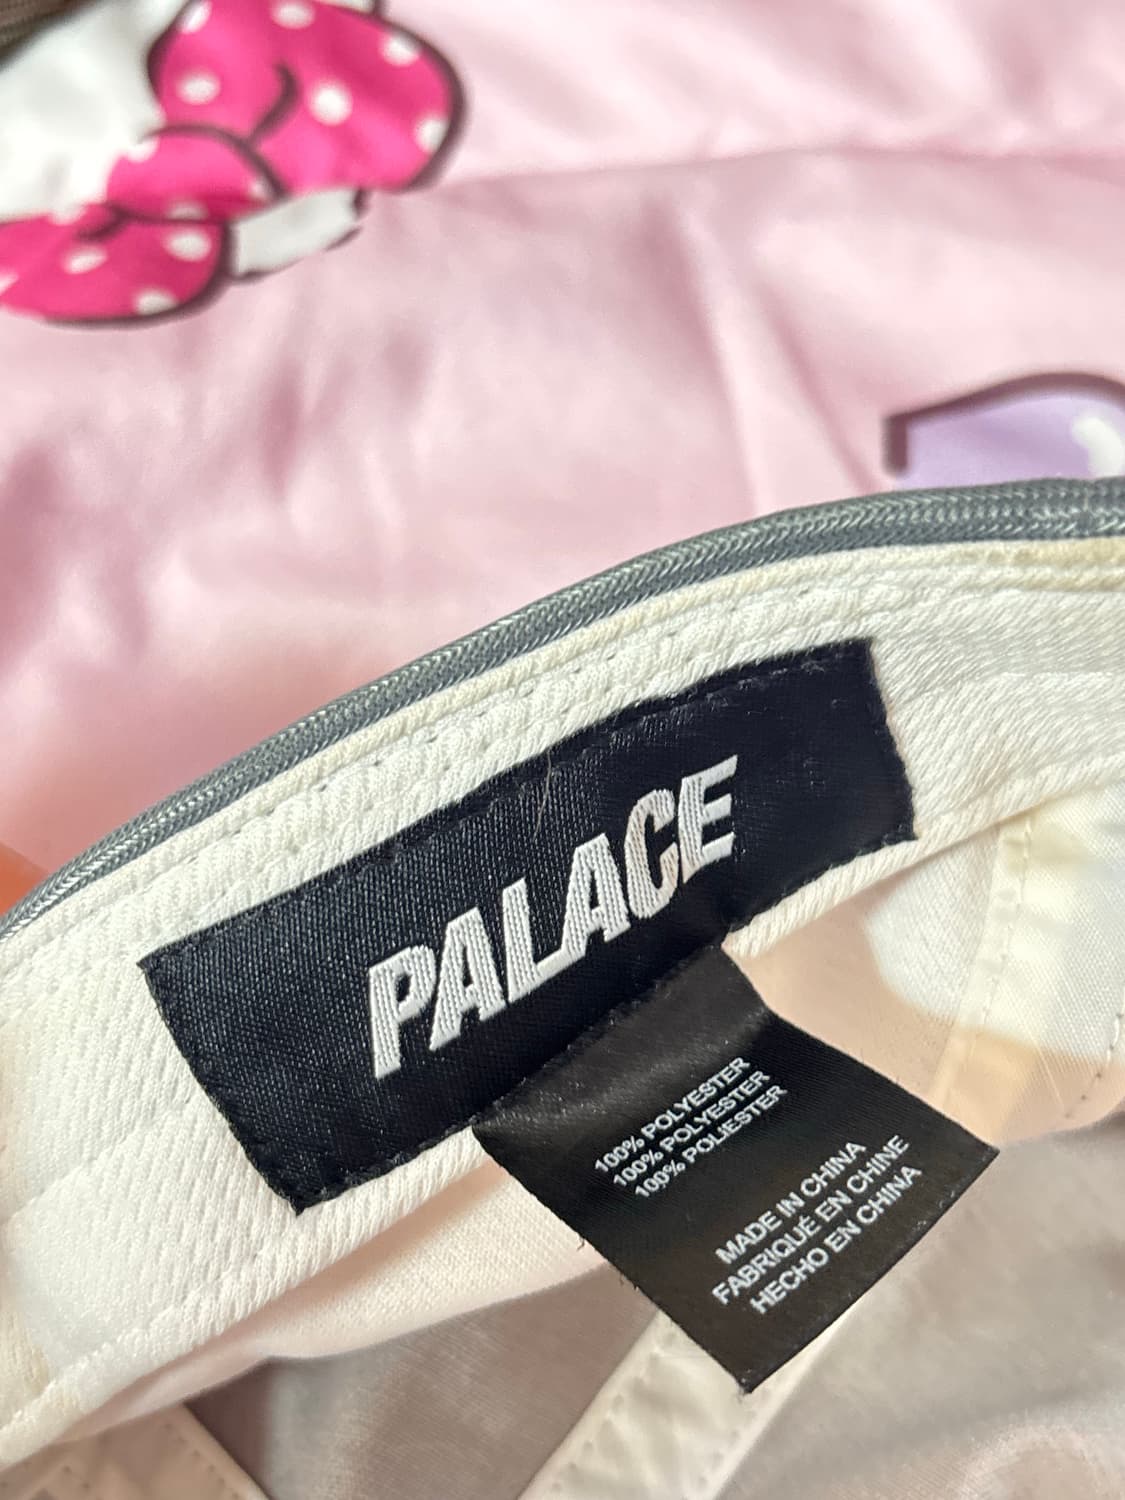 PALACE
100% POLYESTER
100% POLYESTER
100% POLIESTER
MADE IN CHINA
FABRIQUÉ EN CHINE
HECHO EN CHINA